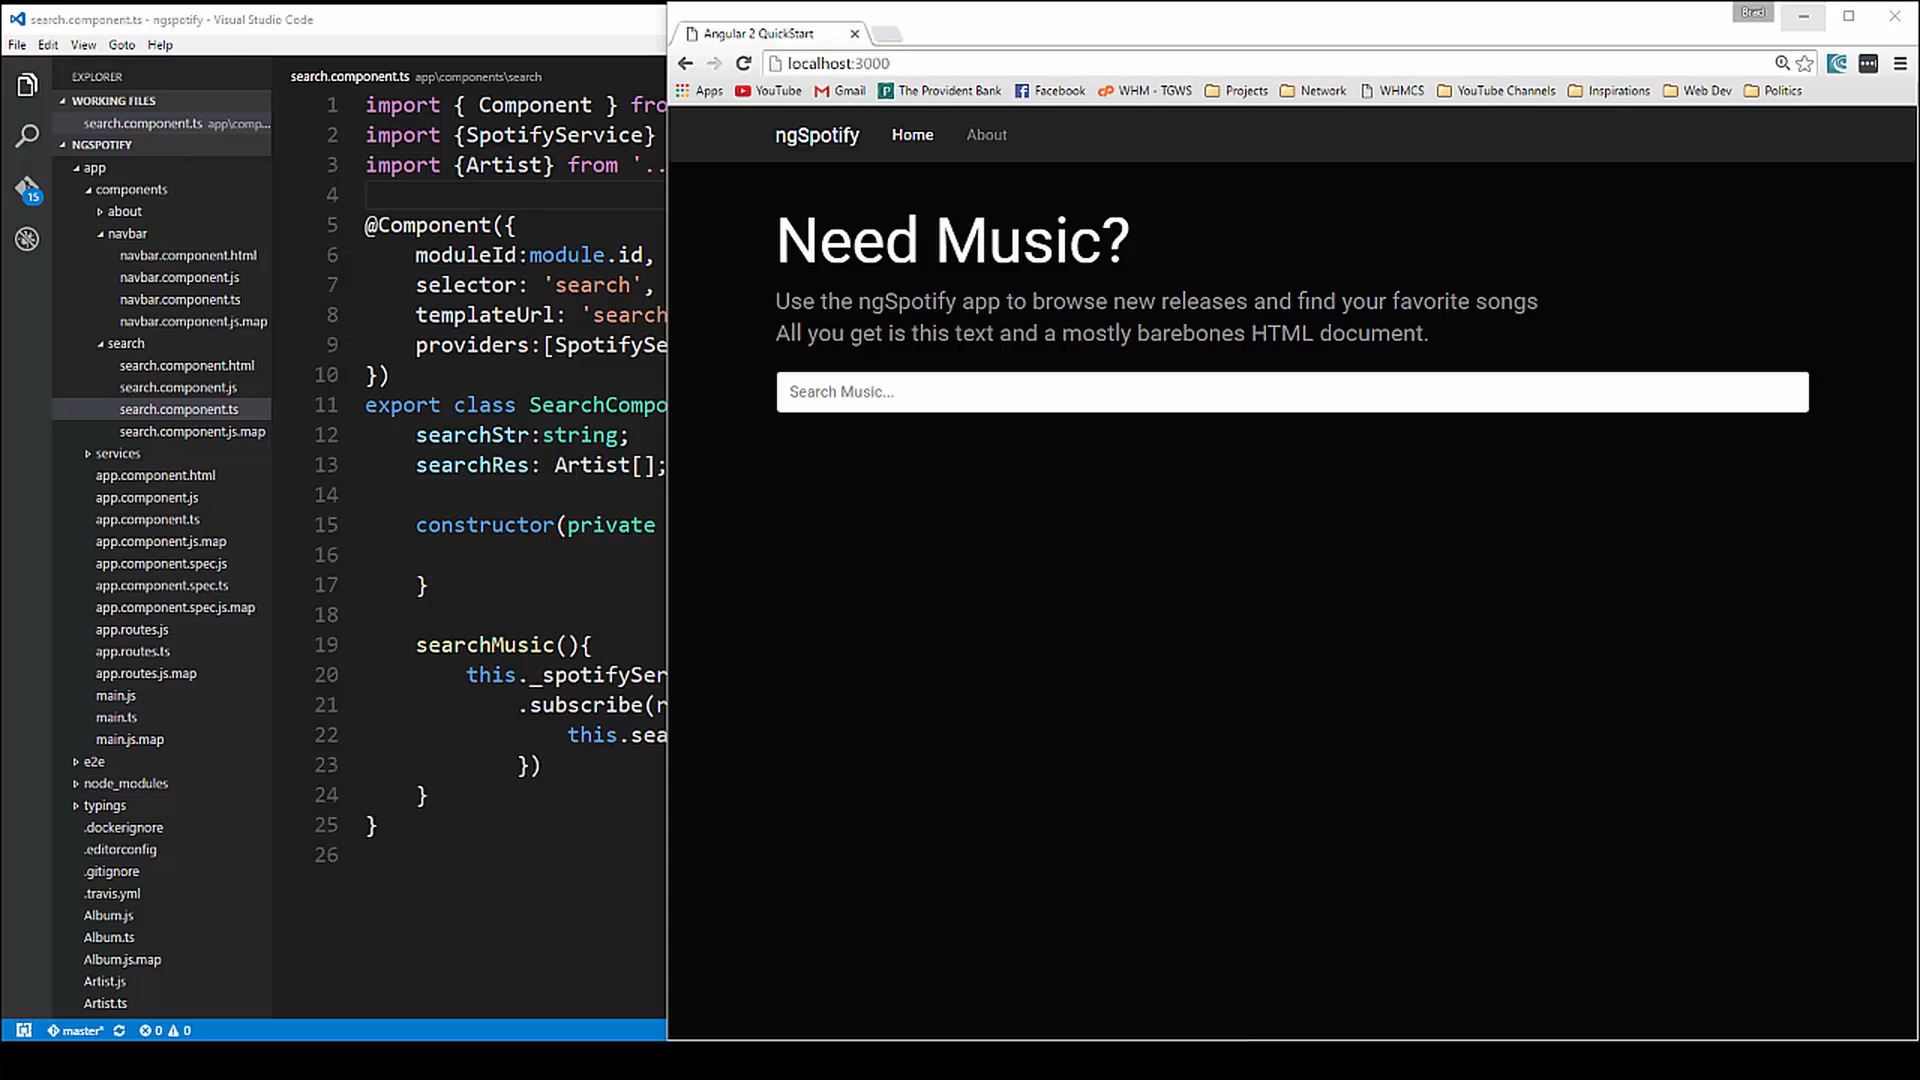 search.component.ts - ngspotify - Visual Studio Code
File Edit View Goto Help
EXPLORER
WORKING FILES
search.component.ts app\comp...
NGSPOTIFY
app
components
about
navbar
navbar.component.html
navbar.component.js
navbar.component.ts
navbar.component.js.map
search
search.component.html
search.component.js
search.component.ts
search.component.js.map
services
app.component.html
app.component.js
app.component.ts
app.component.js.map
app.component.spec.js
app.component.spec.ts
app.component.spec.js.map
app.routes.js
app.routes.ts
app.routes.js.map
main.js
main.ts
main.js.map
e2e
node_modules
typings
.dockerignore
.editorconfig
.gitignore
.travis.yml
Album.js
Album.ts
Album.js.map
Artist.js
Artist.ts
15
master* 0 0
search.component.ts app\components\search
1 import { Component } fro
2 import {SpotifyService}
3 import {Artist} from '..
4
5 @Component({
6 moduleId:module.id,
7 selector: 'search',
8 templateUrl: 'search
9 providers:[SpotifySe
10 })
11 export class SearchCompo
12 searchStr:string;
13 searchRes: Artist[];
14
15 constructor(private
16
17 }
18
19 searchMusic(){
20 this._spotifySer
21 .subscribe(r
22 this.sea
23 })
24 }
25 }
26
Brad
Angular 2 QuickStart
localhost:3000
Apps YouTube Gmail The Provident Bank Facebook WHM - TGWS Projects Network WHMCS YouTube Channels Inspirations Web Dev Politics
ngSpotify Home About
Need Music?
Use the ngSpotify app to browse new releases and find your favorite songs
All you get is this text and a mostly barebones HTML document.
Search Music...